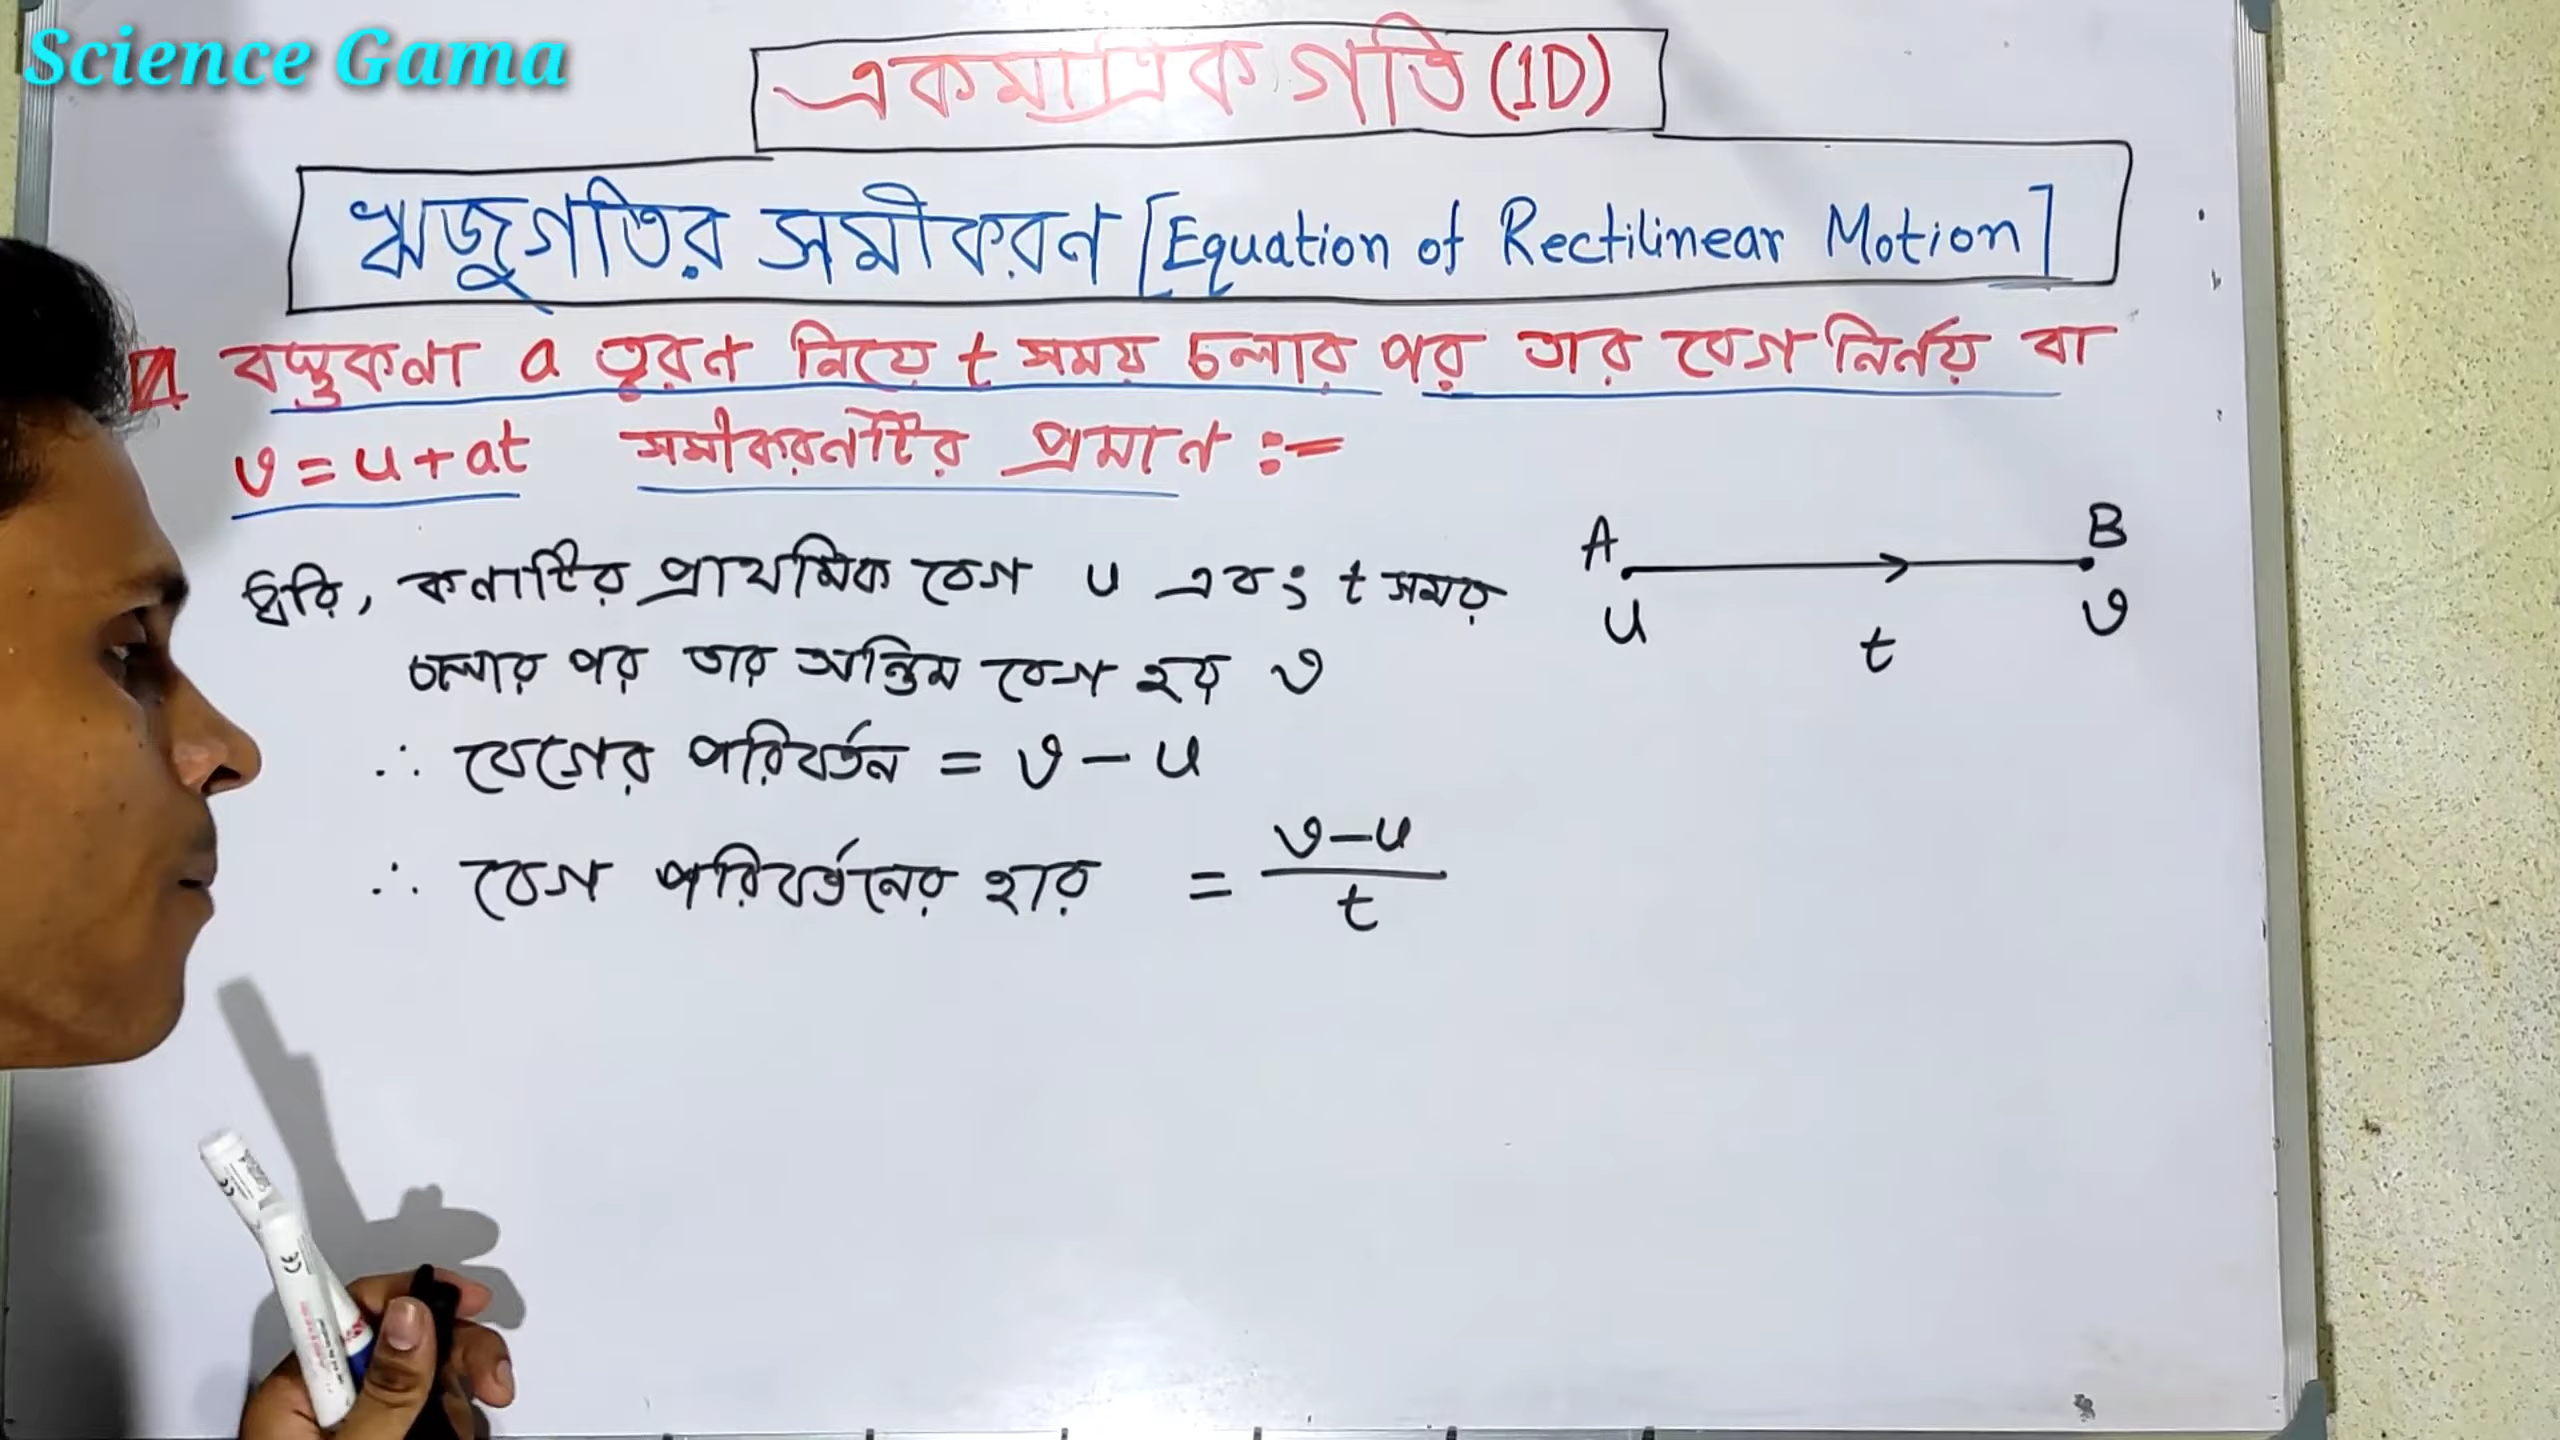 Science Gama
একমাত্রিক গতি (1D)
ঋজুগতির সমীকরণ [Equation of Rectilinear Motion]
বস্তুকণা a ত্বরণ নিয়ে t সময় চলার পর তার বেগ নির্ণয় বা
v = u + at সমীকরণটির প্রমাণ :-
ধরি, কণাটির প্রাথমিক বেগ u এবং t সময়
চলার পর তার অন্তিম বেগ হয় v
∴ বেগের পরিবর্তন = v - u
∴ বেগ পরিবর্তনের হার = (v - u) / t
A B
u t v